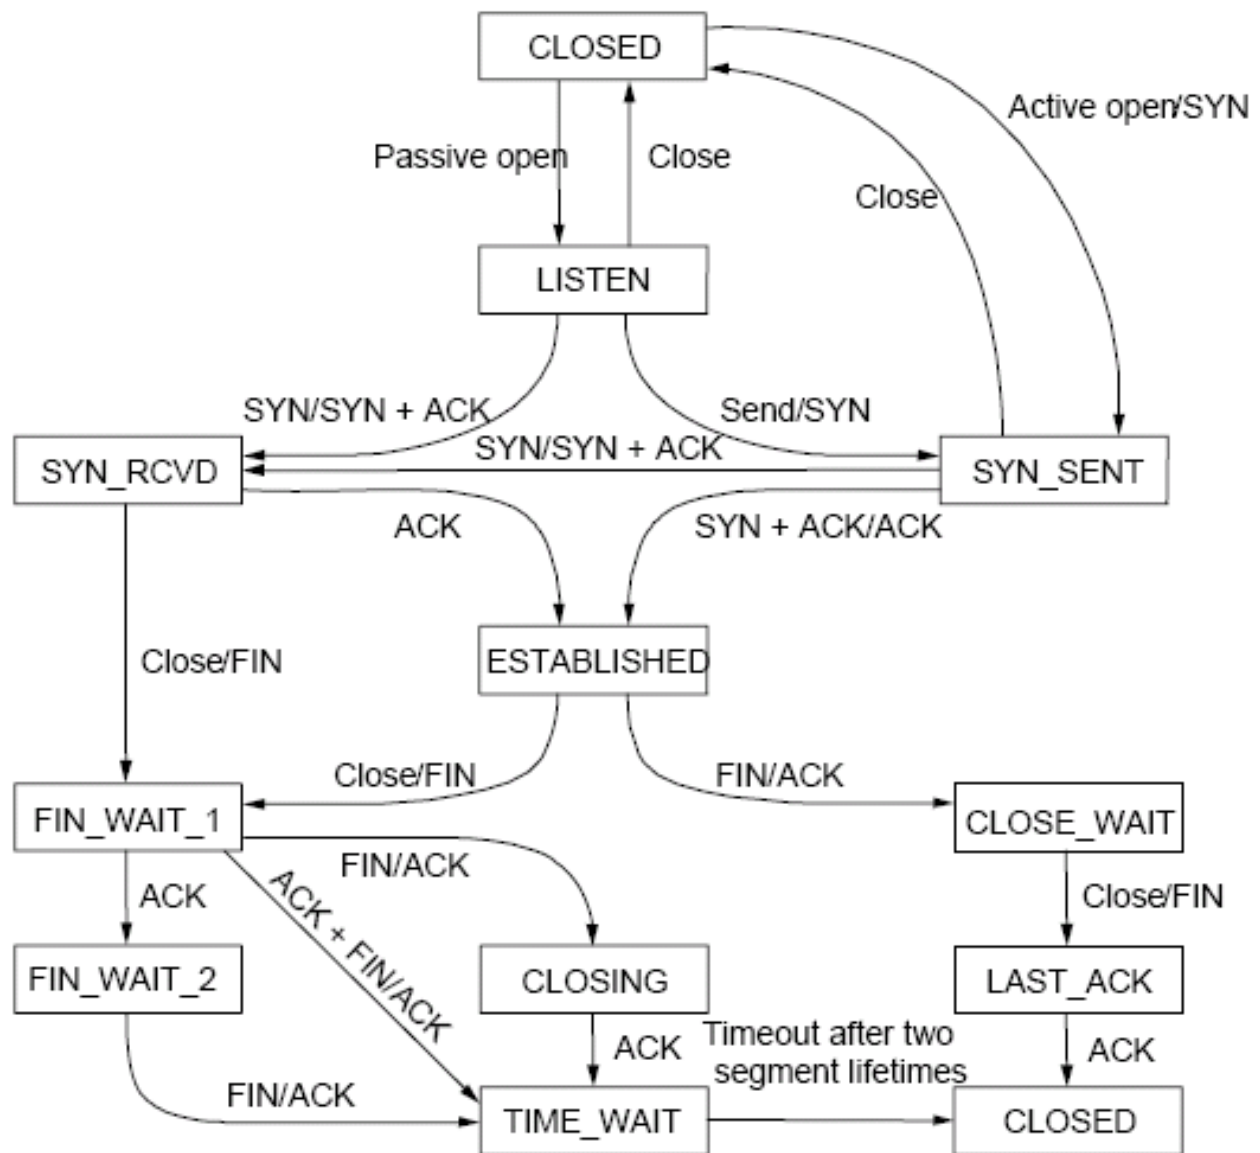 CLOSED
Active open/SYN
Passive open
Close
Close
LISTEN
SYN/SYN + ACK
Send/SYN
SYN/SYN + ACK
SYN_RCVD
SYN_SENT
ACK
SYN + ACK/ACK
ESTABLISHED
Close/FIN
Close/FIN
FIN/ACK
FIN_WAIT_1
CLOSE_WAIT
FIN/ACK
ACK
ACK + FIN/ACK
Close/FIN
FIN_WAIT_2
CLOSING
LAST_ACK
ACK
Timeout after two
segment lifetimes
ACK
FIN/ACK
TIME_WAIT
CLOSED